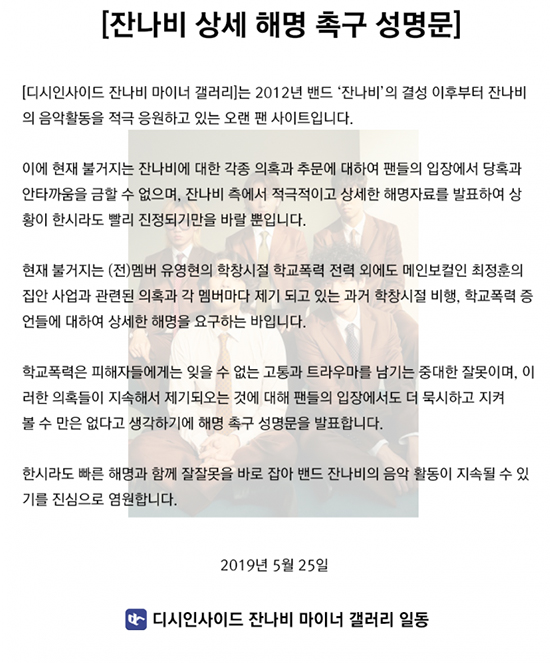 [잔나비 상세 해명 촉구 성명문]
[디시인사이드 잔나비 마이너 갤러리]는 2012년 밴드 ‘잔나비’의 결성 이후부터 잔나비
의 음악활동을 적극 응원하고 있는 오랜 팬 사이트입니다.
이에 현재 불거지는 잔나비에 대한 각종 의혹과 추문에 대하여 팬들의 입장에서 당혹과
안타까움을 금할 수 없으며, 잔나비 측에서 적극적이고 상세한 해명자료를 발표하여 상
황이 한시라도 빨리 진정되기만을 바랄 뿐입니다.
현재 불거지는 (전)멤버 유영현의 학창시절 학교폭력 전력 외에도 메인보컬인 최정훈의
집안 사업과 관련된 의혹과 각 멤버마다 제기 되고 있는 과거 학창시절 비행, 학교폭력 증
언들에 대하여 상세한 해명을 요구하는 바입니다.
학교폭력은 피해자들에게는 잊을 수 없는 고통과 트라우마를 남기는 중대한 잘못이며, 이
러한 의혹들이 지속해서 제기되오는 것에 대해 팬들의 입장에서도 더 묵시하고 지켜
볼 수 만은 없다고 생각하기에 해명 촉구 성명문을 발표합니다.
한시라도 빠른 해명과 함께 잘잘못을 바로 잡아 밴드 잔나비의 음악 활동이 지속될 수 있
기를 진심으로 염원합니다.
2019년 5월 25일
디시인사이드 잔나비 마이너 갤러리 일동